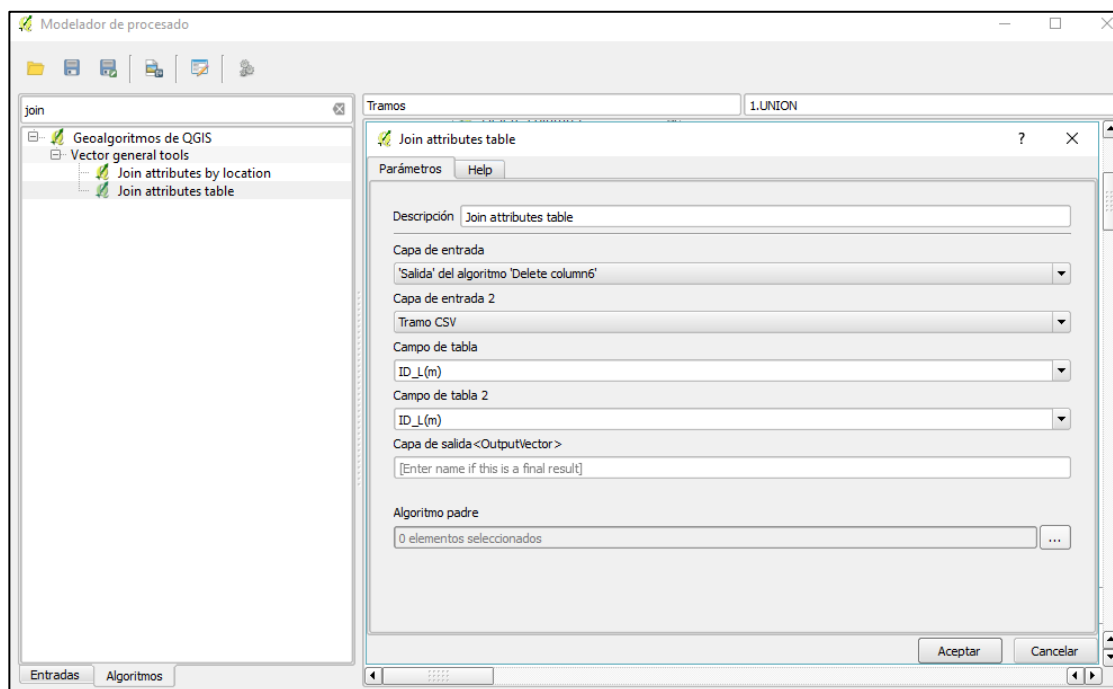 Modelador de procesado
join
Geoalgoritmos de QGIS
Vector general tools
Join attributes by location
Join attributes table
Entradas
Algoritmos
Tramos
1.UNION
Join attributes table
?
Parámetros
Help
Descripción
Join attributes table
Capa de entrada
'Salida' del algoritmo 'Delete column6'
Capa de entrada 2
Tramo CSV
Campo de tabla
ID_L(m)
Campo de tabla 2
ID_L(m)
Capa de salida<OutputVector>
[Enter name if this is a final result]
Algoritmo padre
0 elementos seleccionados
...
Aceptar
Cancelar